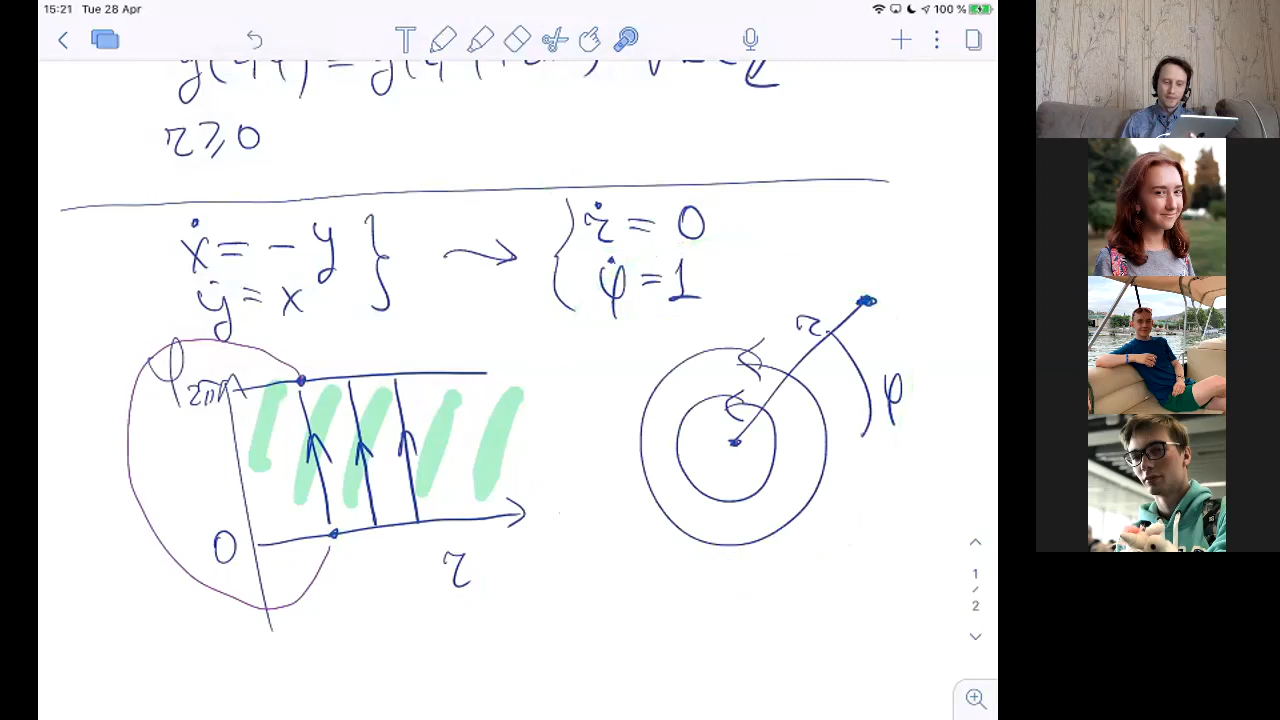 15:21 Tue 28 Apr
100 %
T
r ⩾ 0
ẋ = − y } → { ṙ = 0
ẏ = x φ̇ = 1
φ
2π
0
r
r
φ
1
/
2